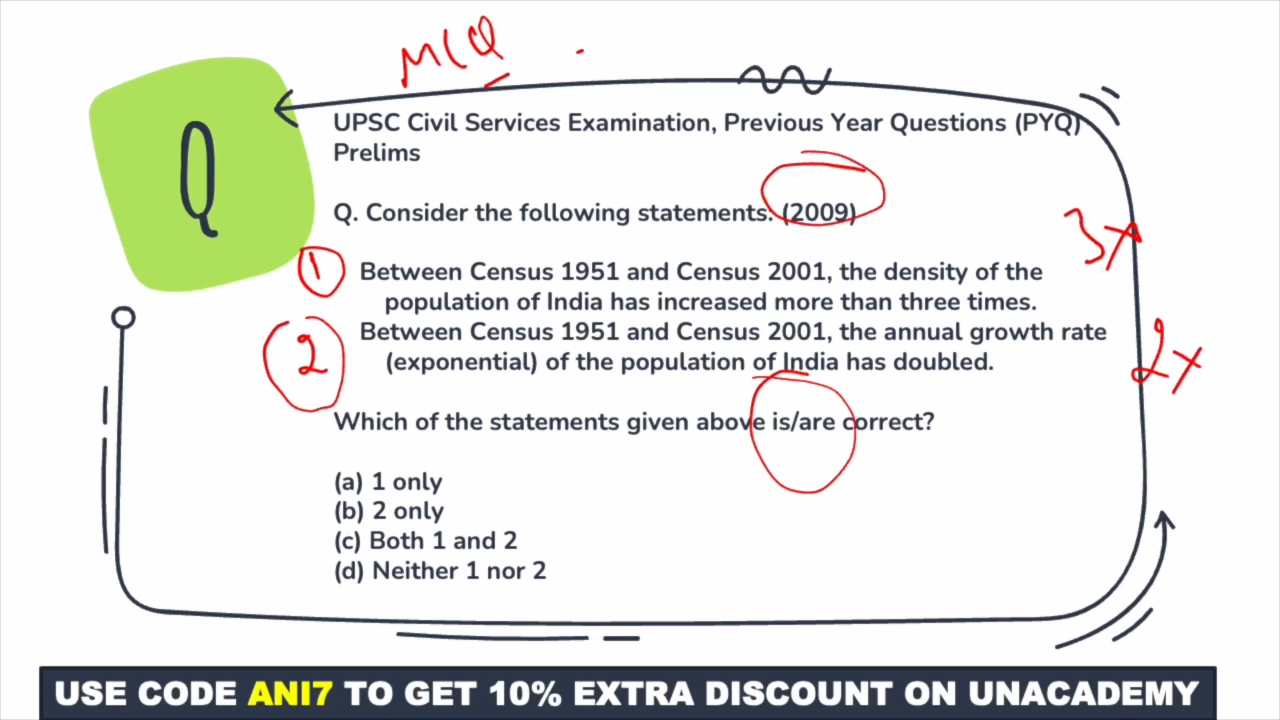 MCQ
Q
UPSC Civil Services Examination, Previous Year Questions (PYQ)
Prelims
Q. Consider the following statements. (2009)
1 Between Census 1951 and Census 2001, the density of the
population of India has increased more than three times.
3x
2 Between Census 1951 and Census 2001, the annual growth rate
(exponential) of the population of India has doubled.
2x
Which of the statements given above is/are correct?
(a) 1 only
(b) 2 only
(c) Both 1 and 2
(d) Neither 1 nor 2
USE CODE ANI7 TO GET 10% EXTRA DISCOUNT ON UNACADEMY